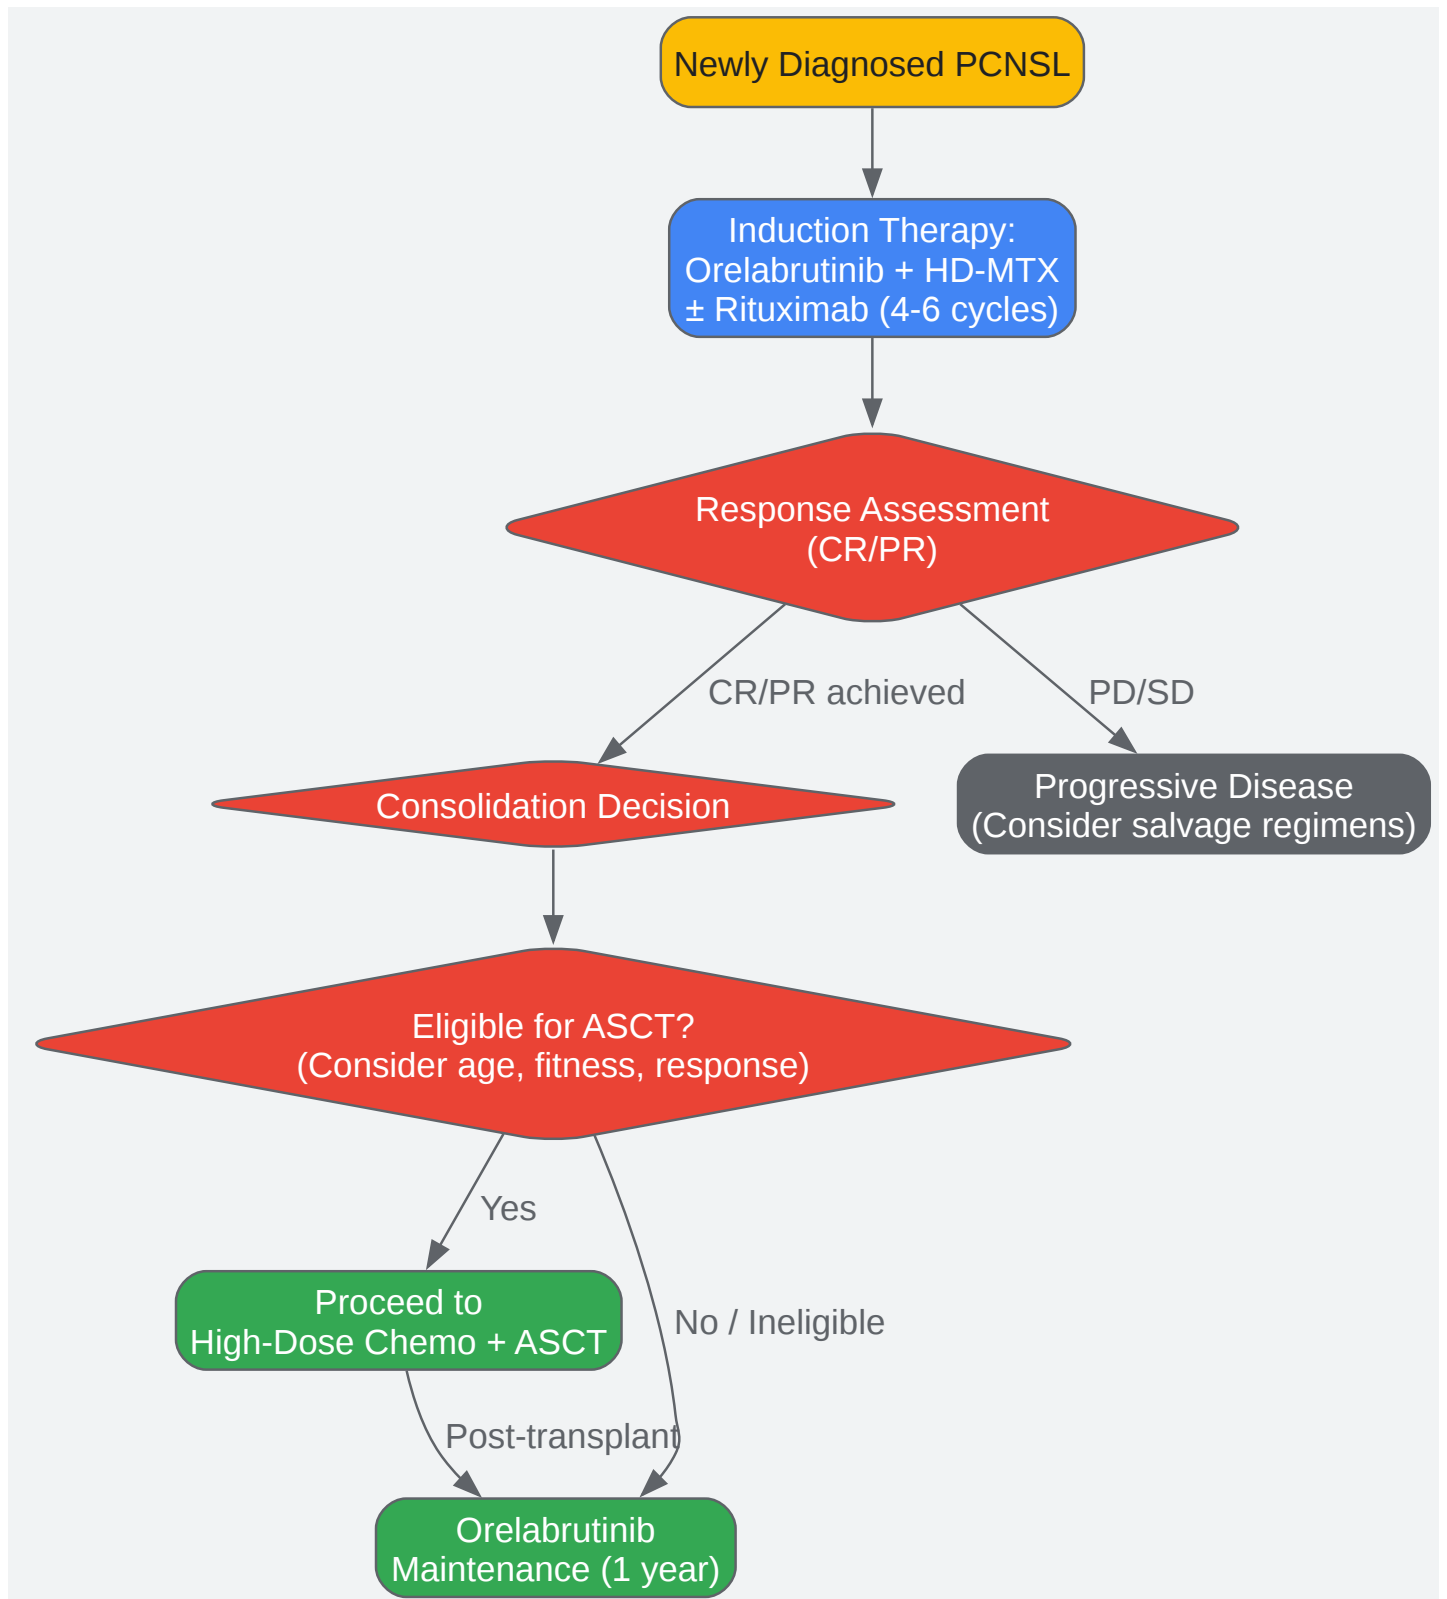 Newly Diagnosed PCNSL
Induction Therapy:
Orelabrutinib + HD-MTX
± Rituximab (4-6 cycles)
Response Assessment
(CR/PR)
CR/PR achieved
PD/SD
Consolidation Decision
Progressive Disease
(Consider salvage regimens)
Eligible for ASCT?
(Consider age, fitness, response)
Yes
No / Ineligible
Proceed to
High-Dose Chemo + ASCT
Post-transplant
Orelabrutinib
Maintenance (1 year)